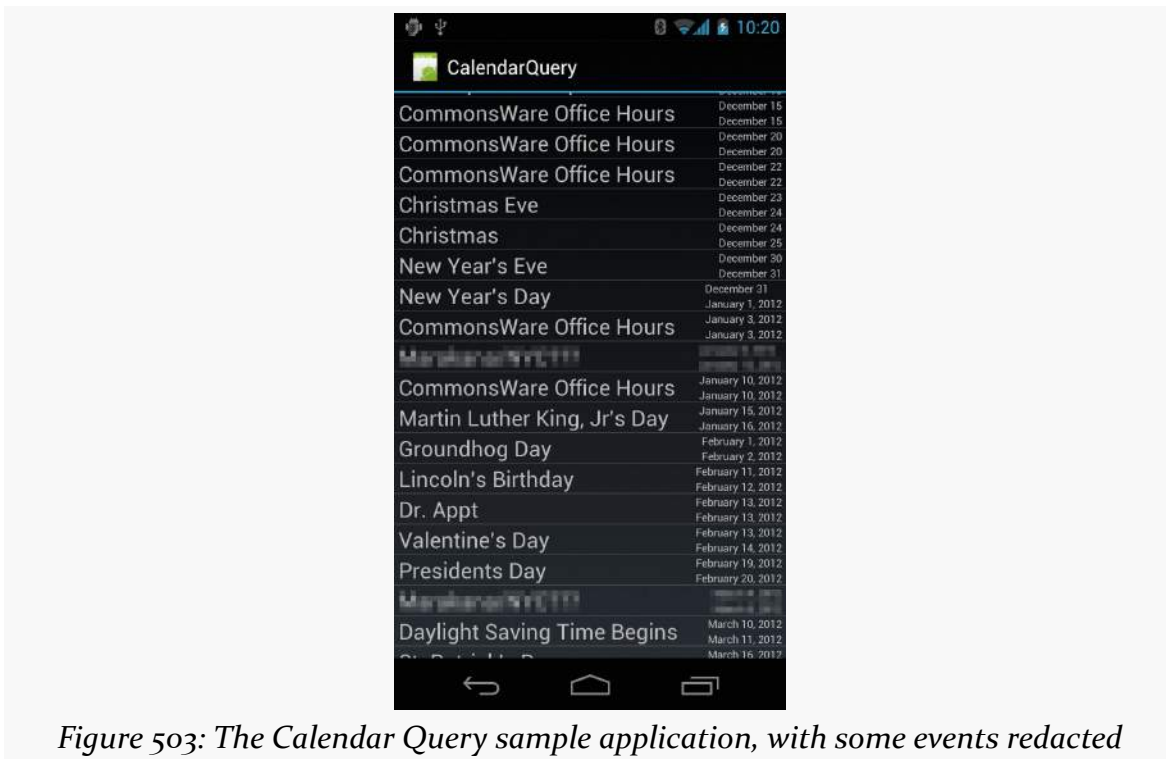 10:20
CalendarQuery
CommonsWare Office Hours
December 15
December 15
CommonsWare Office Hours
December 20
December 20
CommonsWare Office Hours
December 22
December 22
Christmas Eve
December 23
December 24
Christmas
December 24
December 25
New Year's Eve
December 30
December 31
New Year's Day
December 31
January 1, 2012
CommonsWare Office Hours
January 3, 2012
January 3, 2012
CommonsWare Office Hours
January 10, 2012
January 10, 2012
Martin Luther King, Jr's Day
January 15, 2012
January 16, 2012
Groundhog Day
February 1, 2012
February 2, 2012
Lincoln's Birthday
February 11, 2012
February 12, 2012
Dr. Appt
February 13, 2012
February 13, 2012
Valentine's Day
February 13, 2012
February 14, 2012
Presidents Day
February 19, 2012
February 20, 2012
Daylight Saving Time Begins
March 10, 2012
March 11, 2012
March 16, 2012
Figure 503: The Calendar Query sample application, with some events redacted